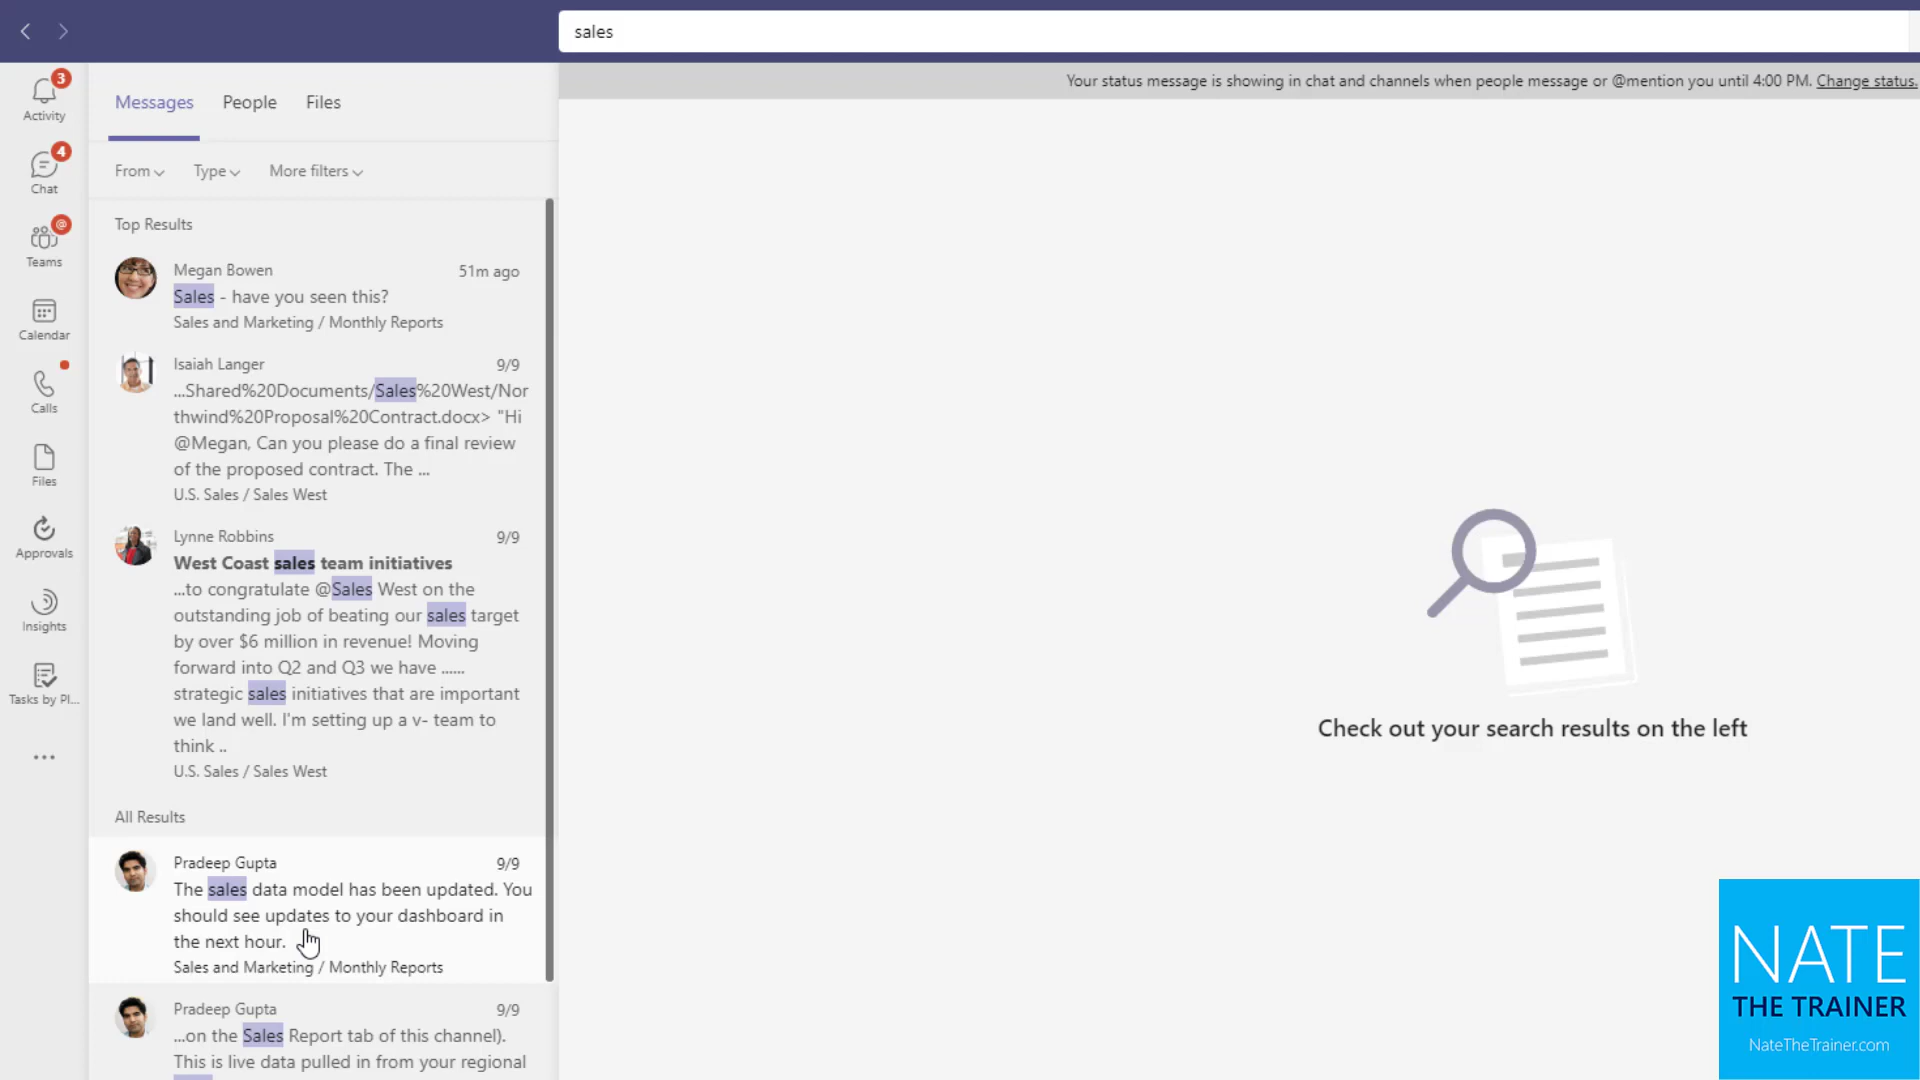 sales
Your status message is showing in chat and channels when people message or @mention you until 4:00 PM. Change status.
3
Activity
4
Chat
@
Teams
Calendar
Calls
Files
Approvals
Insights
Tasks by Pl...
Messages People Files
From Type More filters
Top Results
Megan Bowen 51m ago
Sales - have you seen this?
Sales and Marketing / Monthly Reports
Isaiah Langer 9/9
...Shared%20Documents/Sales%20West/Nor
thwind%20Proposal%20Contract.docx> "Hi
@Megan, Can you please do a final review
of the proposed contract. The ...
U.S. Sales / Sales West
Lynne Robbins 9/9
West Coast sales team initiatives
...to congratulate @Sales West on the
outstanding job of beating our sales target
by over $6 million in revenue! Moving
forward into Q2 and Q3 we have ......
strategic sales initiatives that are important
we land well. I'm setting up a v- team to
think ..
U.S. Sales / Sales West
All Results
Pradeep Gupta 9/9
The sales data model has been updated. You
should see updates to your dashboard in
the next hour.
Sales and Marketing / Monthly Reports
Pradeep Gupta 9/9
...on the Sales Report tab of this channel).
This is live data pulled in from your regional
Check out your search results on the left
NATE
THE TRAINER
NateTheTrainer.com